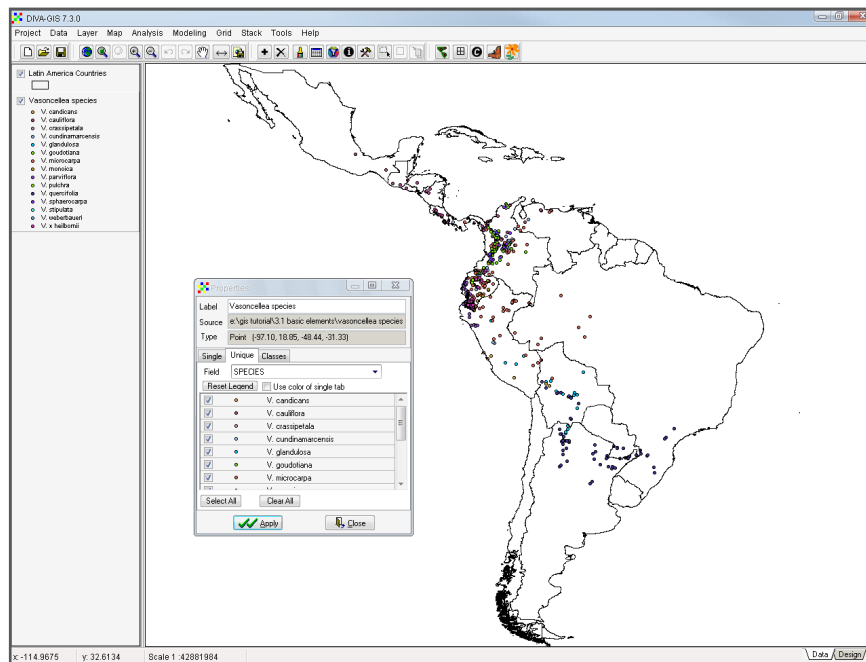 DIVA-GIS 7.3.0
Project Data Layer Map Analysis Modeling Grid Stack Tools Help
Latin America Countries
Vasoncellea species
V. candicans
V. cauliflora
V. crassipetala
V. cundinamarcensis
V. glandulosa
V. goudotiana
V. microcarpa
V. monoica
V. parviflora
V. pulchra
V. quercifolia
V. sphaerocarpa
V. stipulata
V. weberbaueri
V. x heilbornii
Properties
Label Vasoncellea species
Source e:\gis tutorial\3.1 basic elements\vasoncellea species
Type Point (-97.10, 18.85, -48.44, -31.33)
Single Unique Classes
Field SPECIES
Reset Legend Use color of single tab
V. candicans
V. cauliflora
V. crassipetala
V. cundinamarcensis
V. glandulosa
V. goudotiana
V. microcarpa
Select All Clear All
Apply Close
x: -114.9675 y: 32.6134 Scale 1 :42881984 Data Design